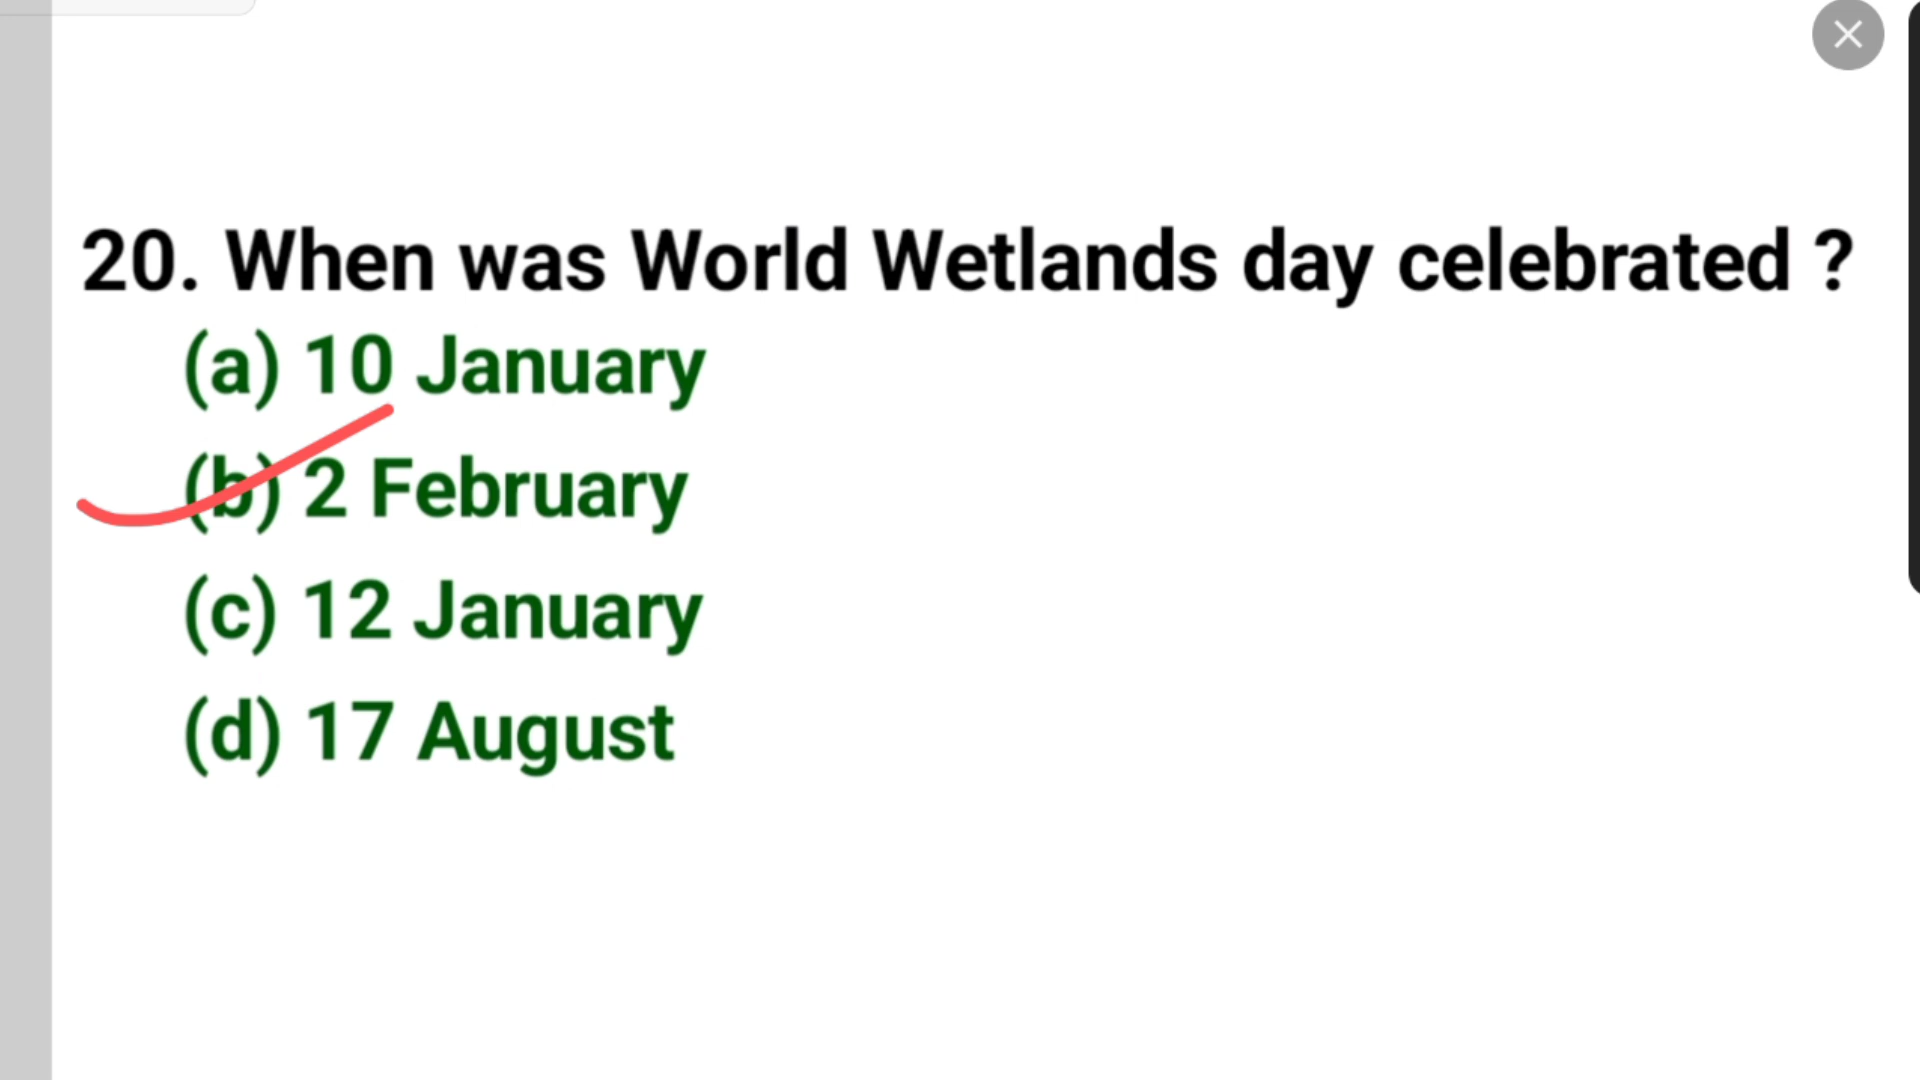 20. When was World Wetlands day celebrated ?
(a) 10 January
(b) 2 February
(c) 12 January
(d) 17 August